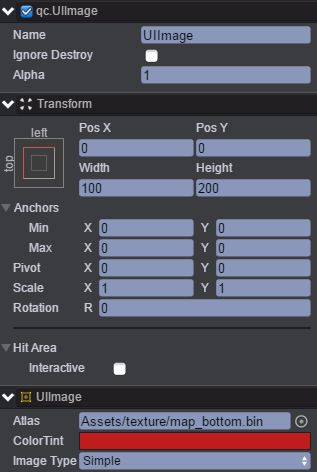 qc.UIImage
Name UIImage
Ignore Destroy
Alpha 1
Transform
left
top
Pos X Pos Y
0 0
Width Height
100 200
Anchors
Min X 0 Y 0
Max X 0 Y 0
Pivot X 0 Y 0
Scale X 1 Y 1
Rotation R 0
Hit Area
Interactive
UIImage
Atlas Assets/texture/map_bottom.bin
ColorTint
Image Type Simple